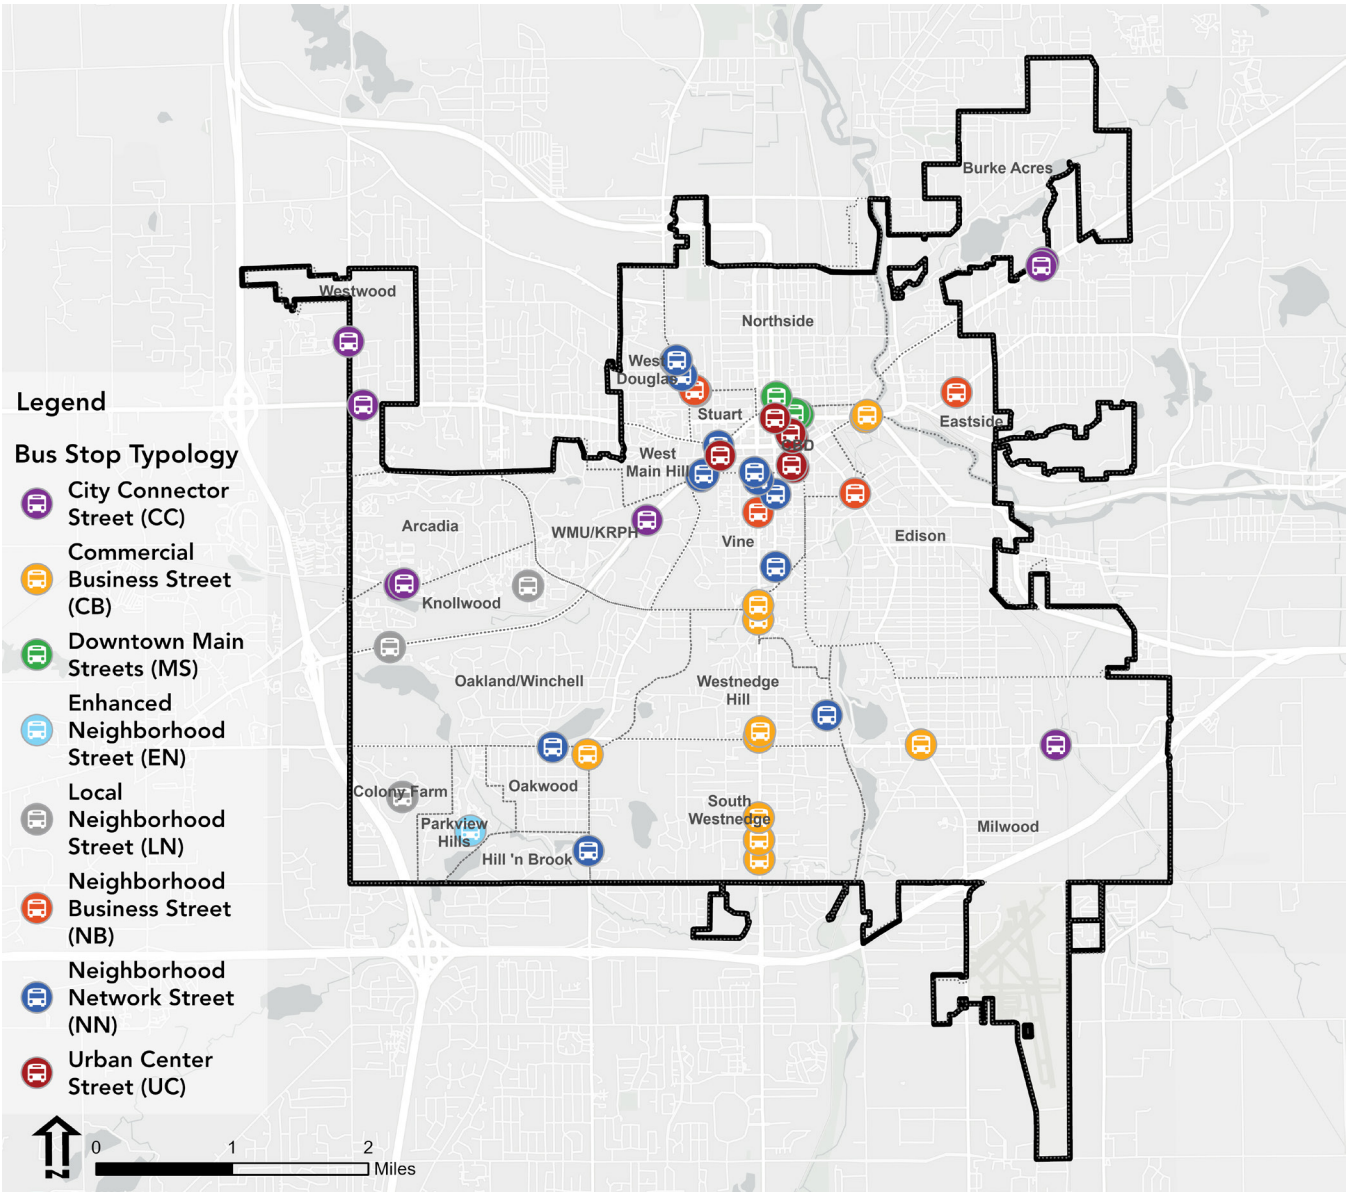 Burke Acres
Westwood
Northside
West
Douglas
Stuart
Eastside
CBD
West
Main Hill
Arcadia
WMU/KRPH
Vine
Edison
Knollwood
Oakland/Winchell
Westnedge
Hill
Colony Farm
Oakwood
South
Westnedge
Parkview
Hills
Milwood
Hill 'n Brook
Legend
Bus Stop Typology
City Connector
Street (CC)
Commercial
Business Street
(CB)
Downtown Main
Streets (MS)
Enhanced
Neighborhood
Street (EN)
Local
Neighborhood
Street (LN)
Neighborhood
Business Street
(NB)
Neighborhood
Network Street
(NN)
Urban Center
Street (UC)
N
0 1 2
Miles